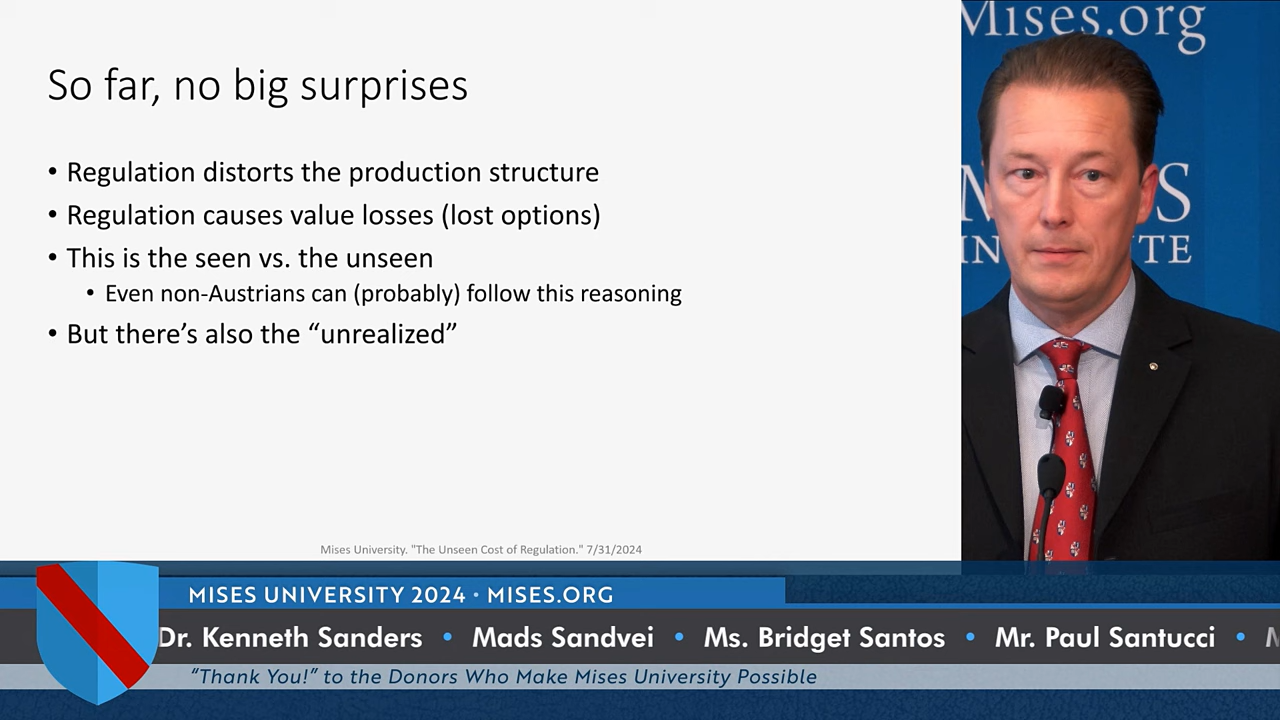 So far, no big surprises
• Regulation distorts the production structure
• Regulation causes value losses (lost options)
• This is the seen vs. the unseen
• Even non-Austrians can (probably) follow this reasoning
• But there’s also the “unrealized”
Mises University. "The Unseen Cost of Regulation." 7/31/2024
Mises.org
MISES UNIVERSITY 2024 • MISES.ORG
Dr. Kenneth Sanders • Mads Sandvei • Ms. Bridget Santos • Mr. Paul Santucci •
“Thank You!” to the Donors Who Make Mises University Possible